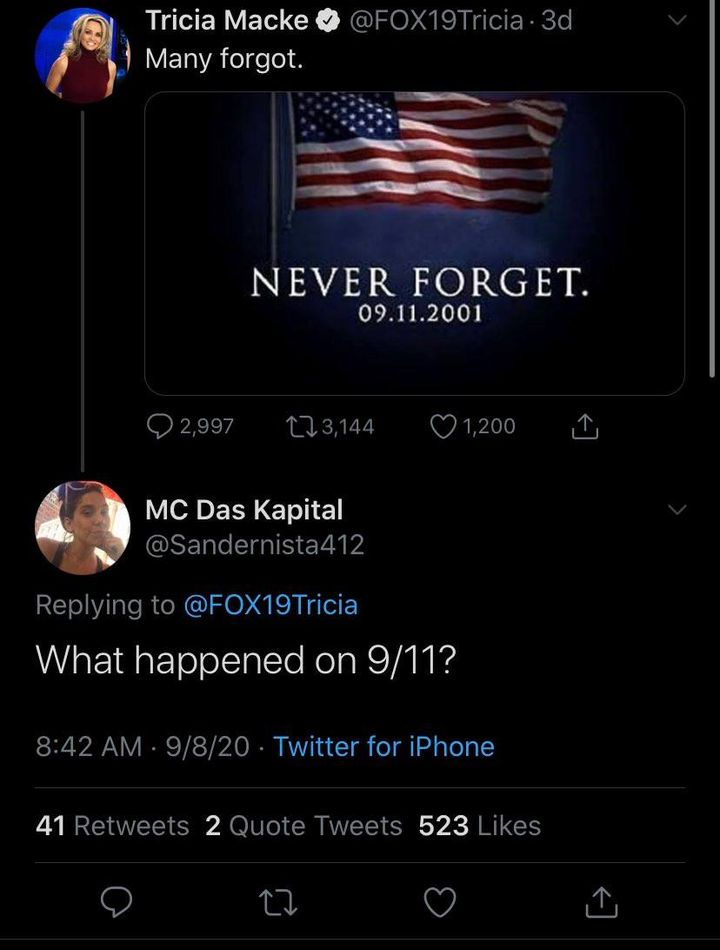 Tricia Macke @FOX19Tricia · 3d
Many forgot.
NEVER FORGET.
09.11.2001
2,997 3,144 1,200
MC Das Kapital
@Sandernista412
Replying to @FOX19Tricia
What happened on 9/11?
8:42 AM · 9/8/20 · Twitter for iPhone
41 Retweets 2 Quote Tweets 523 Likes